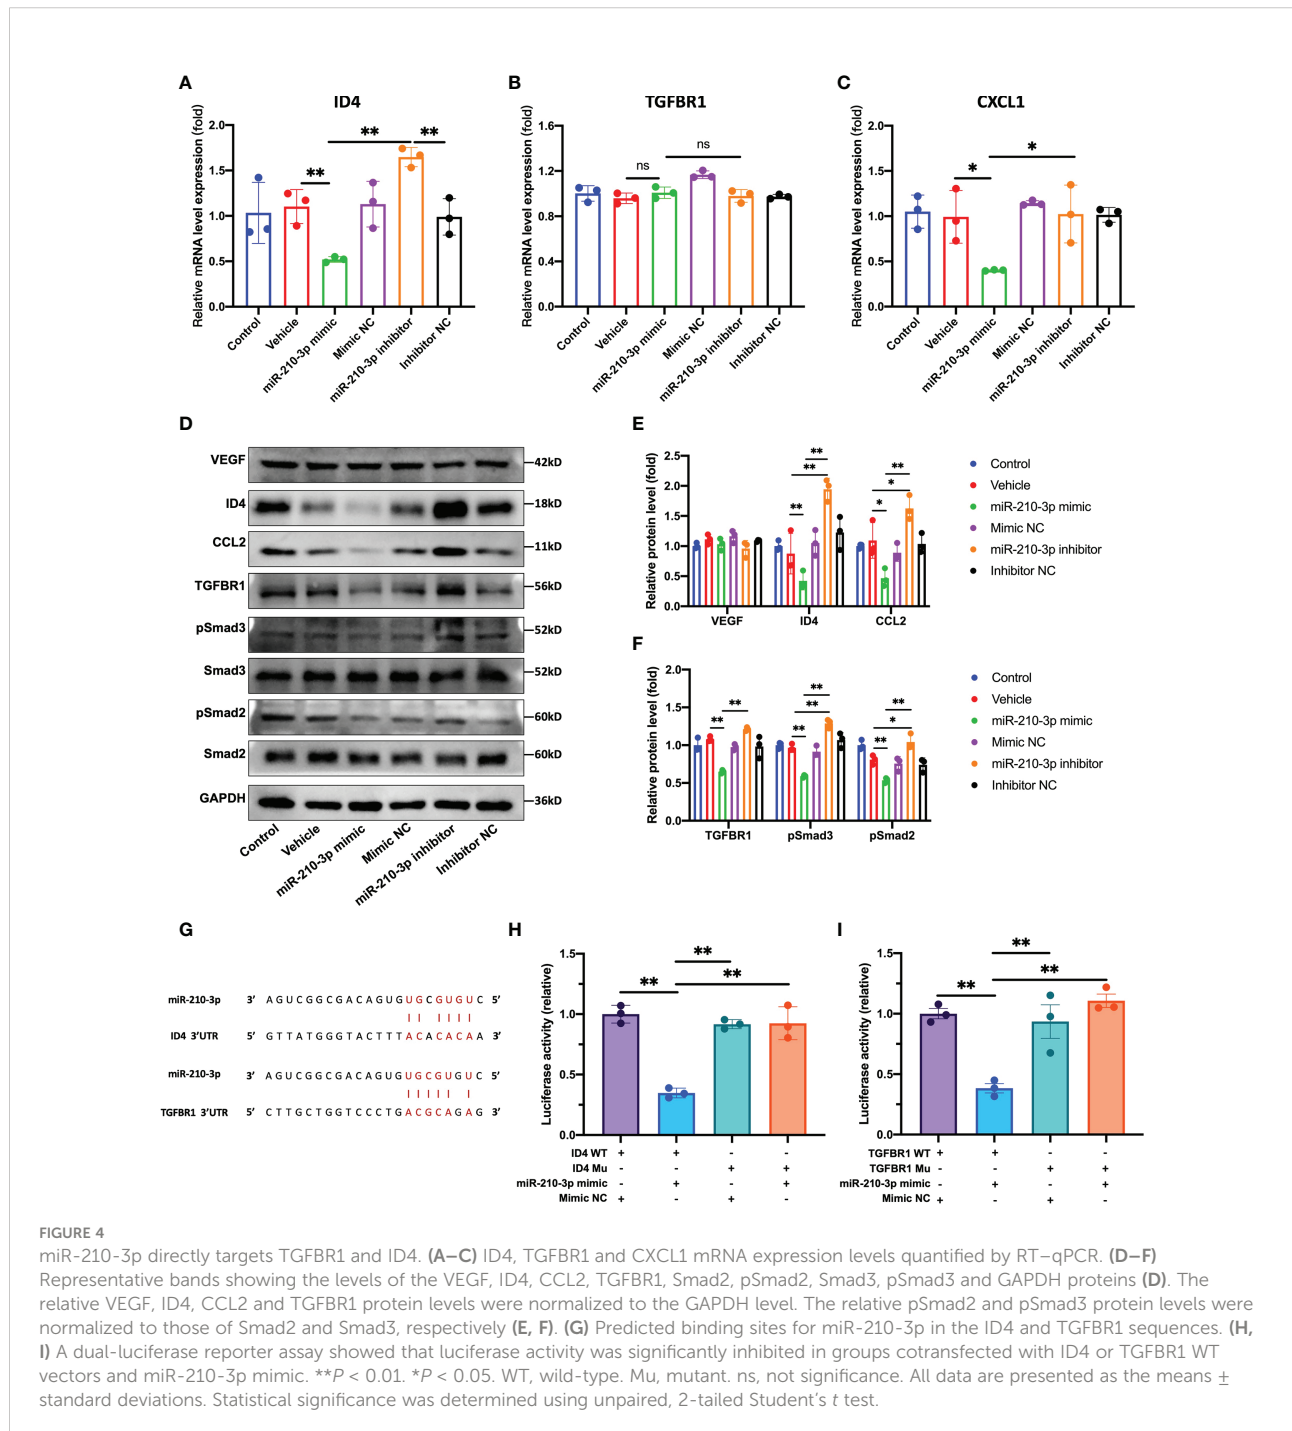 A
ID4
Relative mRNA level expression (fold)
2.0
1.5
1.0
0.5
0.0
** ** **
Control
Vehicle
miR-210-3p mimic
Mimic NC
miR-210-3p inhibitor
Inhibitor NC
B
TGFBR1
Relative mRNA level expression (fold)
1.6
1.2
0.8
0.4
0.0
ns ns
Control
Vehicle
miR-210-3p mimic
Mimic NC
miR-210-3p inhibitor
Inhibitor NC
C
CXCL1
Relative mRNA level expression (fold)
2.0
1.5
1.0
0.5
0.0
* *
Control
Vehicle
miR-210-3p mimic
Mimic NC
miR-210-3p inhibitor
Inhibitor NC
D
VEGF 42kD
ID4 18kD
CCL2 11kD
TGFBR1 56kD
pSmad3 52kD
Smad3 52kD
pSmad2 60kD
Smad2 60kD
GAPDH 36kD
Control
Vehicle
miR-210-3p mimic
Mimic NC
miR-210-3p inhibitor
Inhibitor NC
E
Relative protein level (fold)
2.5
2.0
1.5
1.0
0.5
0.0
** ** **
** * *
VEGF ID4 CCL2
Control
Vehicle
miR-210-3p mimic
Mimic NC
miR-210-3p inhibitor
Inhibitor NC
F
Relative protein level (fold)
2.0
1.5
1.0
0.5
0.0
** **
** ** **
** * **
TGFBR1 pSmad3 pSmad2
Control
Vehicle
miR-210-3p mimic
Mimic NC
miR-210-3p inhibitor
Inhibitor NC
G
miR-210-3p 3’ AGUCGGCGACAGUGUGCGUGUC 5’
ID4 3’UTR 5’ GTTATGGGTACTTTACACACAA 3’
miR-210-3p 3’ AGUCGGCGACAGUGUGCGUGUC 5’
TGFBR1 3’UTR 5’ CTTGCTGGTCCCTGACGCAGAG 3’
H
Luciferase activity (relative)
1.5
1.0
0.5
0.0
** ** **
ID4 WT + + - -
ID4 Mu - - + +
miR-210-3p mimic - + - +
Mimic NC + - + -
I
Luciferase activity (relative)
1.5
1.0
0.5
0.0
** ** **
TGFBR1 WT + + - -
TGFBR1 Mu - - + +
miR-210-3p mimic - + - +
Mimic NC + - + -
FIGURE 4
miR-210-3p directly targets TGFBR1 and ID4. (A–C) ID4, TGFBR1 and CXCL1 mRNA expression levels quantified by RT–qPCR. (D–F)
Representative bands showing the levels of the VEGF, ID4, CCL2, TGFBR1, Smad2, pSmad2, Smad3, pSmad3 and GAPDH proteins (D). The
relative VEGF, ID4, CCL2 and TGFBR1 protein levels were normalized to the GAPDH level. The relative pSmad2 and pSmad3 protein levels were
normalized to those of Smad2 and Smad3, respectively (E, F). (G) Predicted binding sites for miR-210-3p in the ID4 and TGFBR1 sequences. (H,
I) A dual-luciferase reporter assay showed that luciferase activity was significantly inhibited in groups cotransfected with ID4 or TGFBR1 WT
vectors and miR-210-3p mimic. **P < 0.01. *P < 0.05. WT, wild-type. Mu, mutant. ns, not significance. All data are presented as the means ±
standard deviations. Statistical significance was determined using unpaired, 2-tailed Student’s t test.